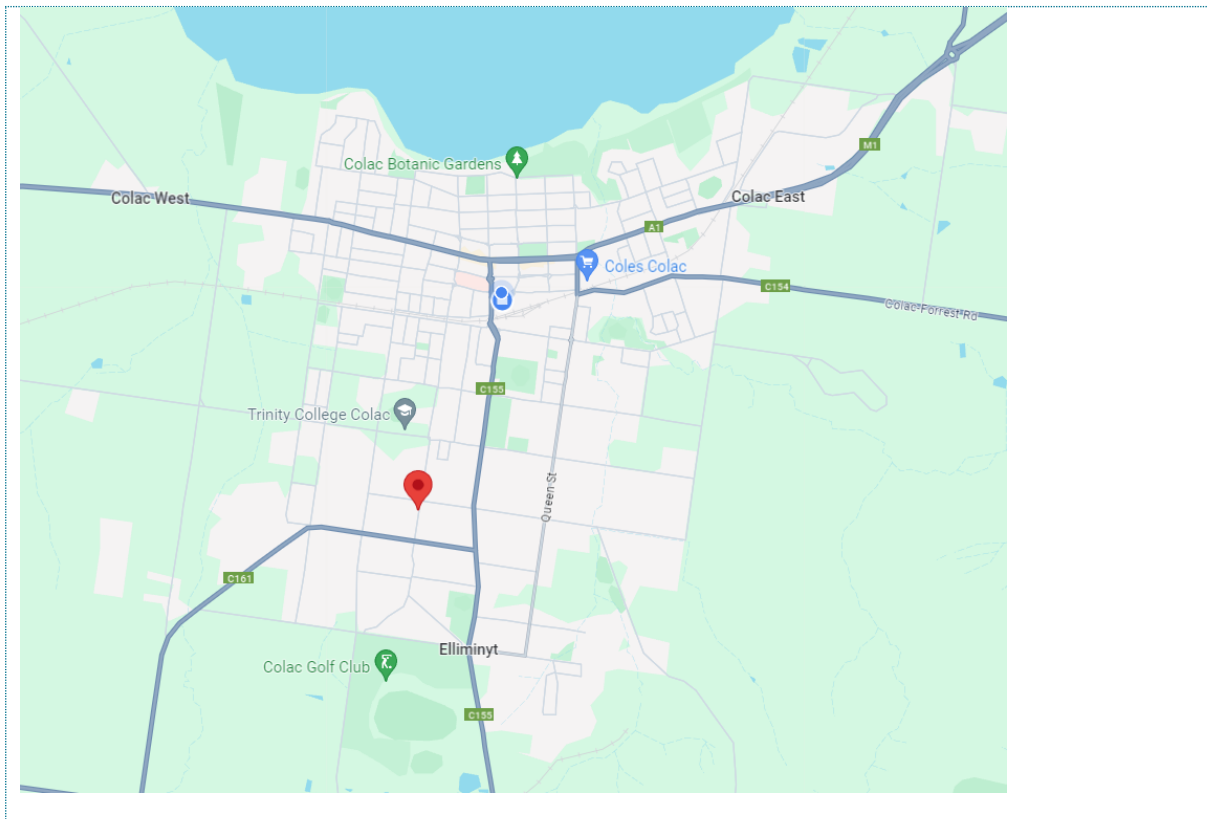 Colac Botanic Gardens
M1
Colac West
Colac East
A1
Coles Colac
C154
Colac-Forrest Rd
C155
Trinity College Colac
Queen St
C161
Elliminyt
Colac Golf Club
C155